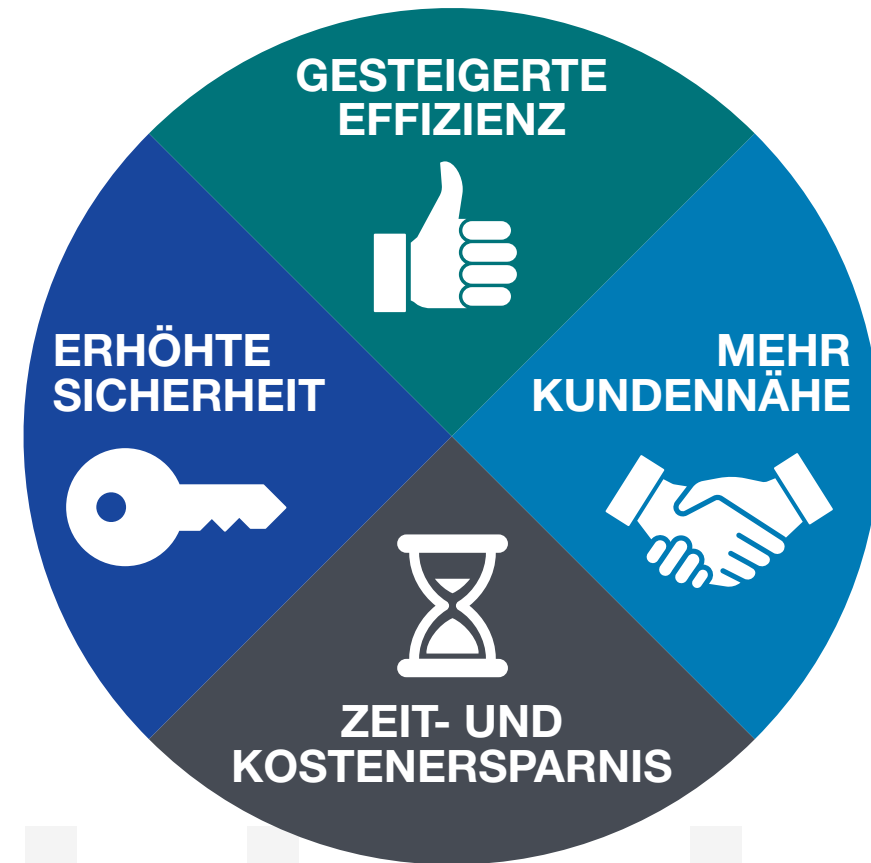 GESTEIGERTE
EFFIZIENZ
ERHÖHTE
SICHERHEIT
MEHR
KUNDENNÄHE
ZEIT- UND
KOSTENERSPARNIS